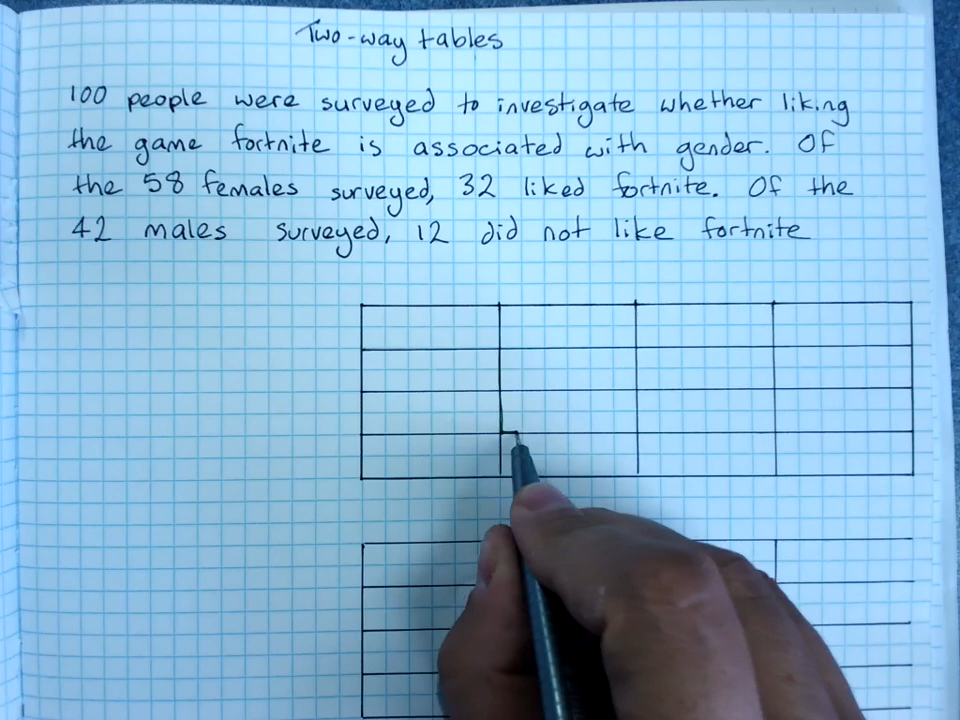 Two-way tables
100 people were surveyed to investigate whether liking
the game fortnite is associated with gender. Of
the 58 females surveyed, 32 liked fortnite. Of the
42 males surveyed, 12 did not like fortnite